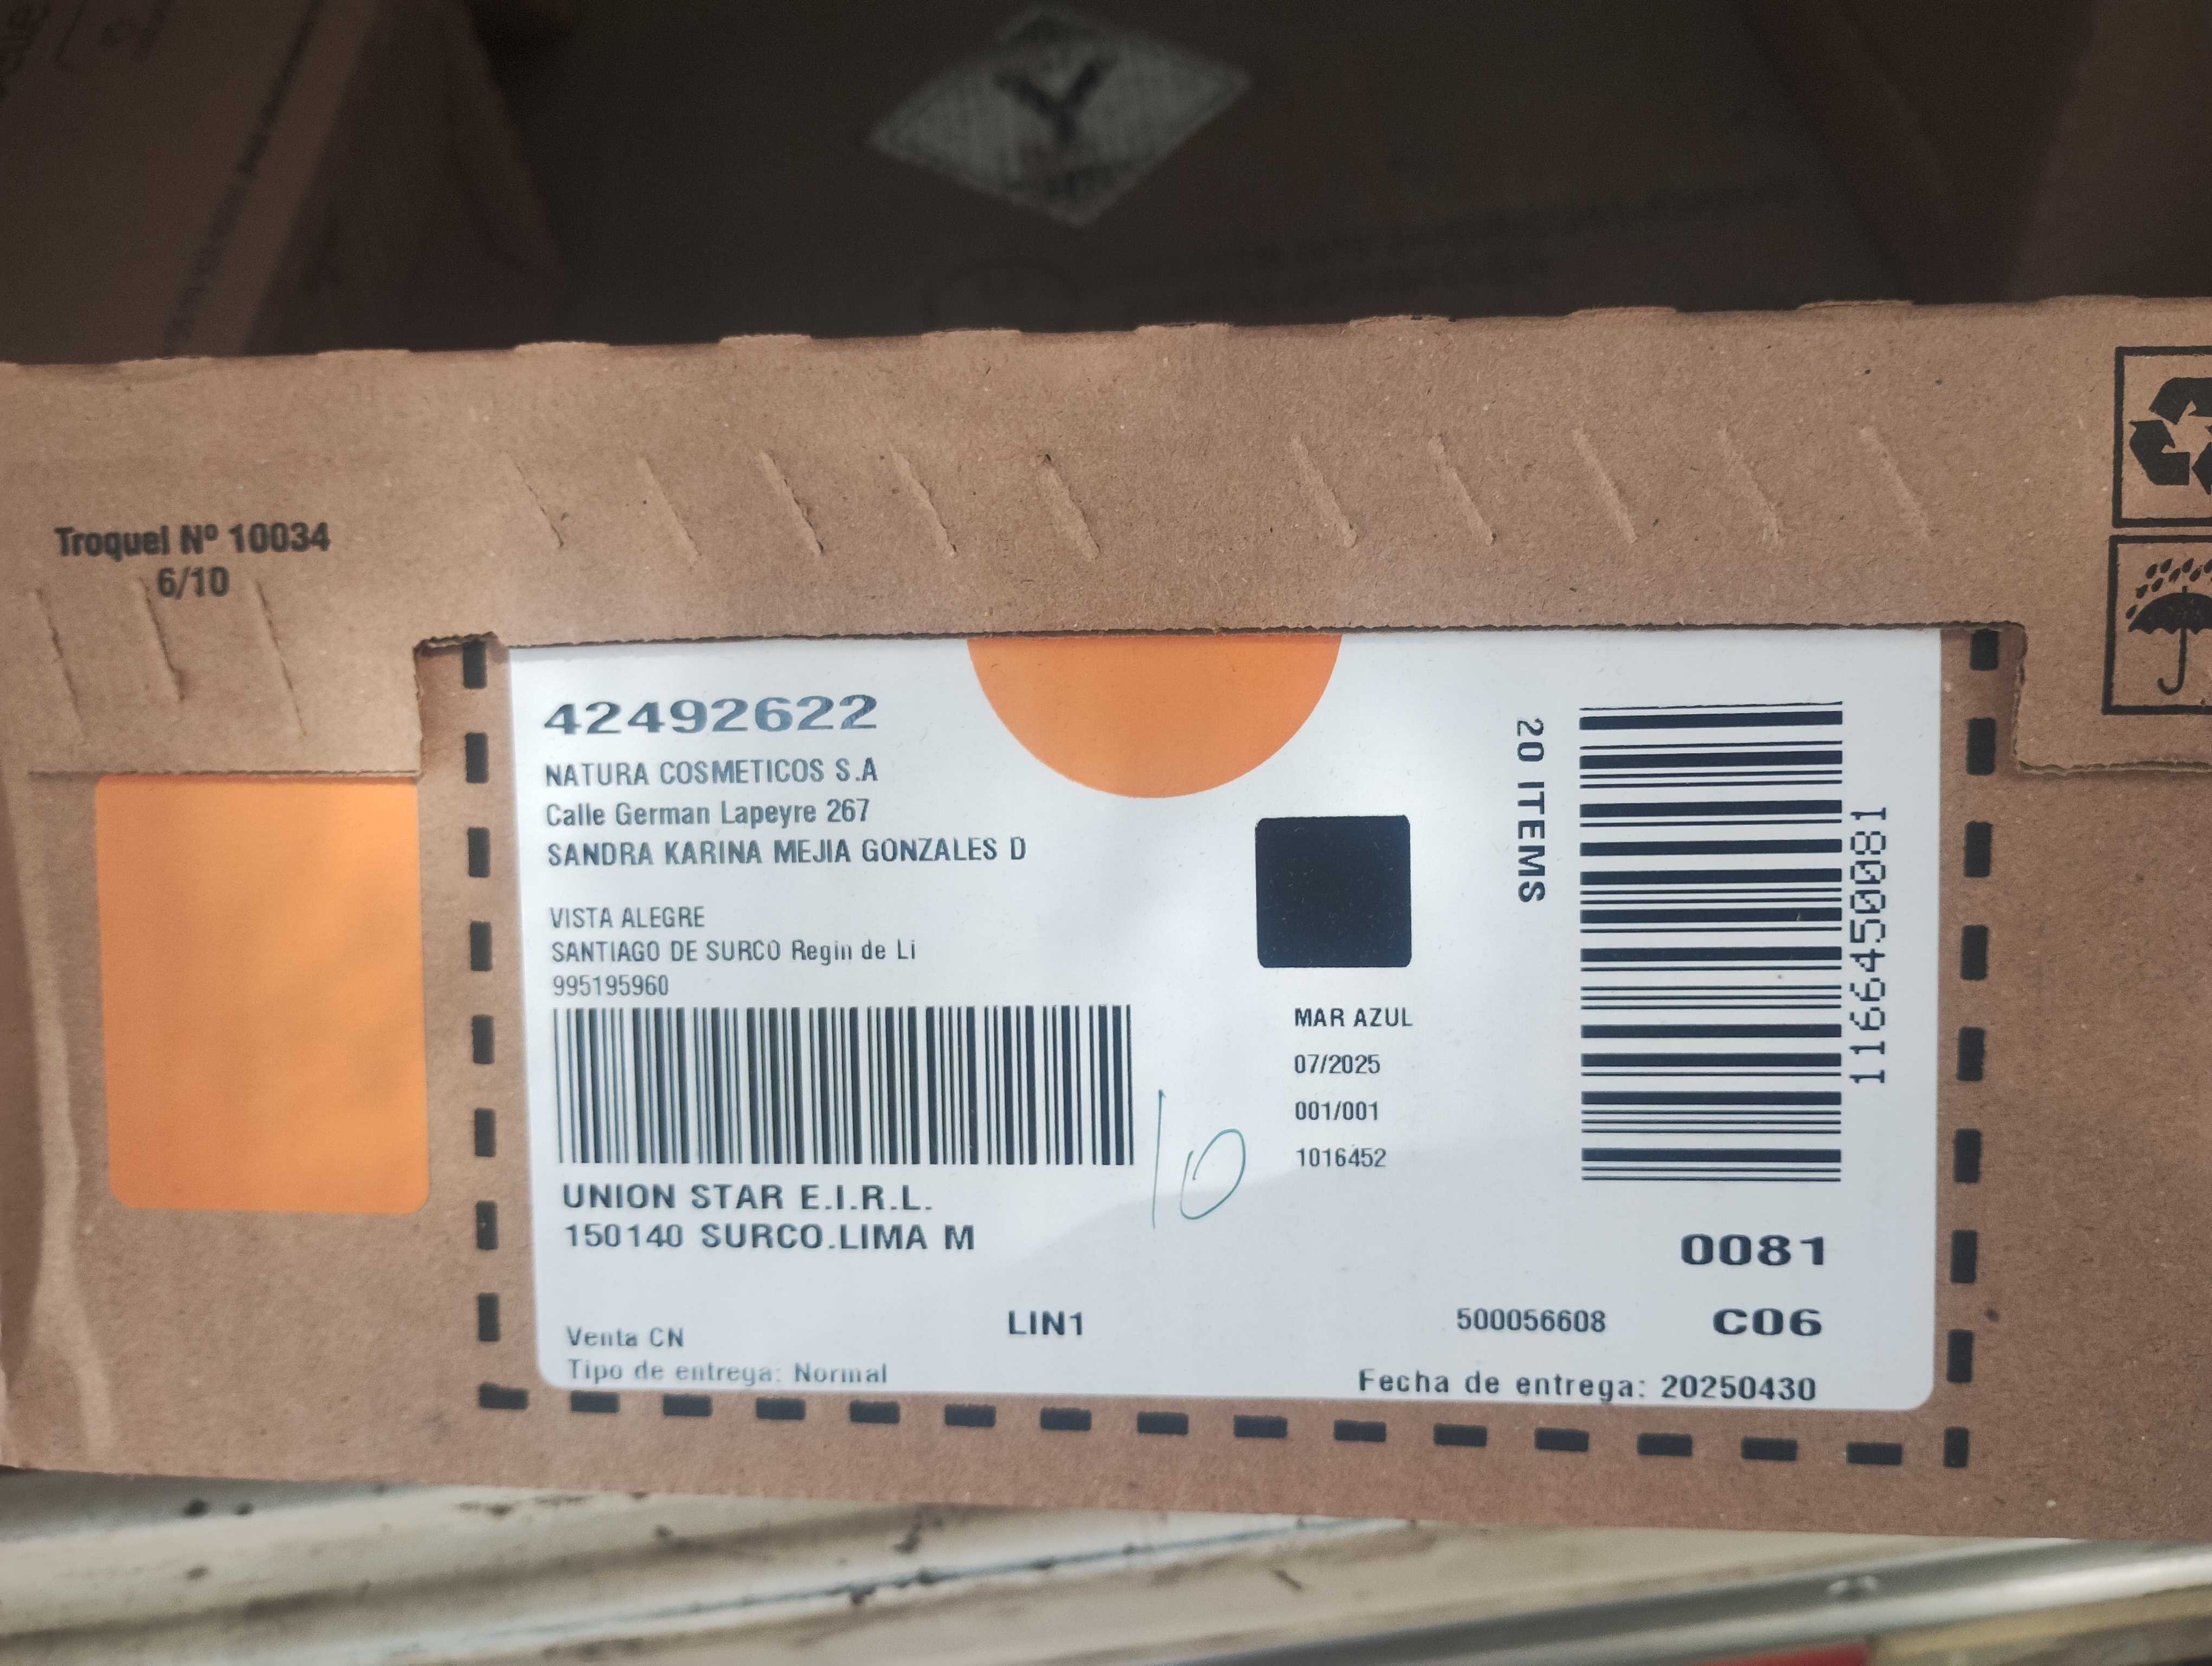 Y
Troquel Nº 10034
6/10
42492622
NATURA COSMETICOS S.A
Calle German Lapeyre 267
SANDRA KARINA MEJIA GONZALES D
VISTA ALEGRE
SANTIAGO DE SURCO Regin de Li
995195960
UNION STAR E.I.R.L.
150140 SURCO.LIMA M
10
MAR AZUL
07/2025
001/001
1016452
20 ITEMS
1166450081
0081
Venta CN
LIN1
500056608
C06
Tipo de entrega: Normal
Fecha de entrega: 20250430